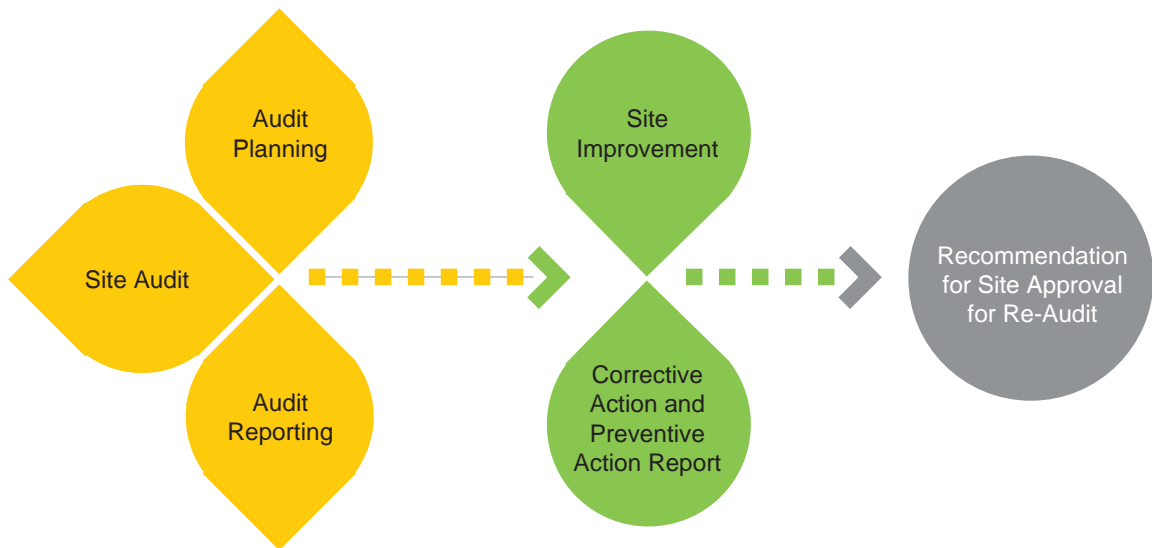 Audit
Planning
Site Audit
Audit
Reporting
Site
Improvement
Corrective
Action and
Preventive
Action Report
Recommendation
for Site Approval
for Re-Audit